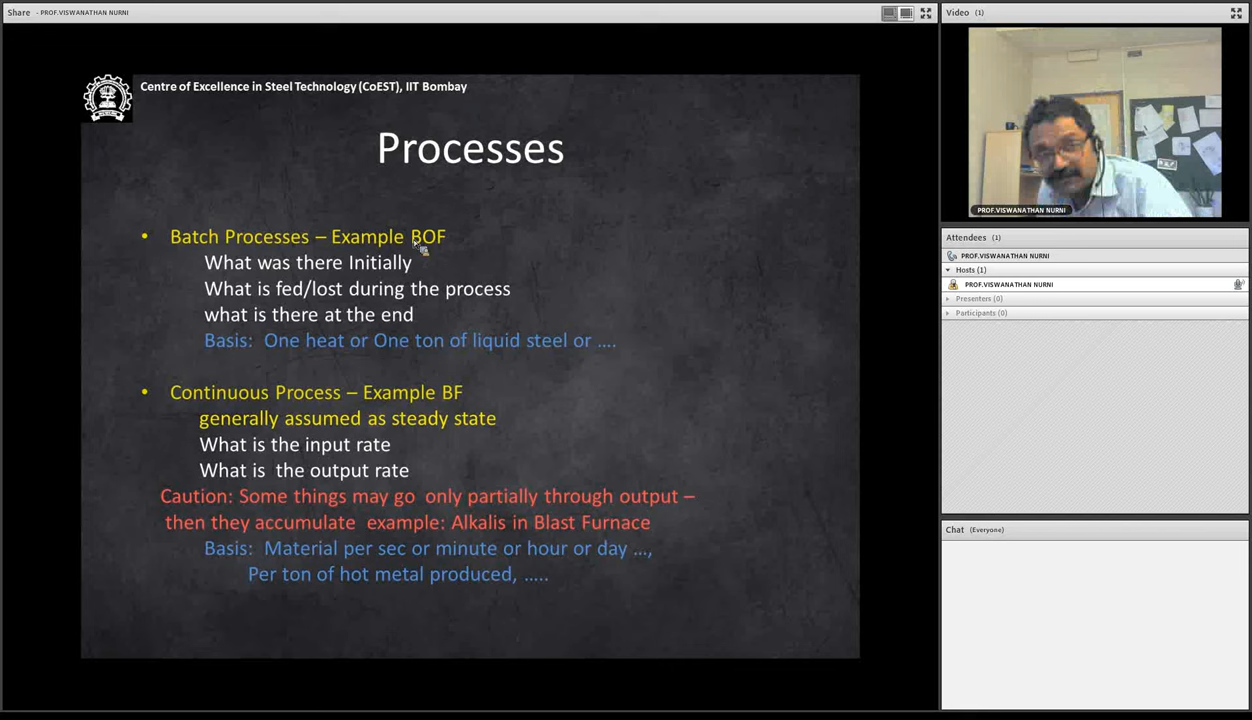 Share - PROF.VISWANATHAN NURNI
Centre of Excellence in Steel Technology (CoEST), IIT Bombay
Processes
• Batch Processes – Example BOF
What was there Initially
What is fed/lost during the process
what is there at the end
Basis: One heat or One ton of liquid steel or ....
• Continuous Process – Example BF
generally assumed as steady state
What is the input rate
What is the output rate
Caution: Some things may go only partially through output –
then they accumulate example: Alkalis in Blast Furnace
Basis: Material per sec or minute or hour or day ...,
Per ton of hot metal produced, .....
Video (1)
PROF.VISWANATHAN NURNI
Attendees (1)
PROF.VISWANATHAN NURNI
Hosts (1)
PROF.VISWANATHAN NURNI
Presenters (0)
Participants (0)
Chat (Everyone)